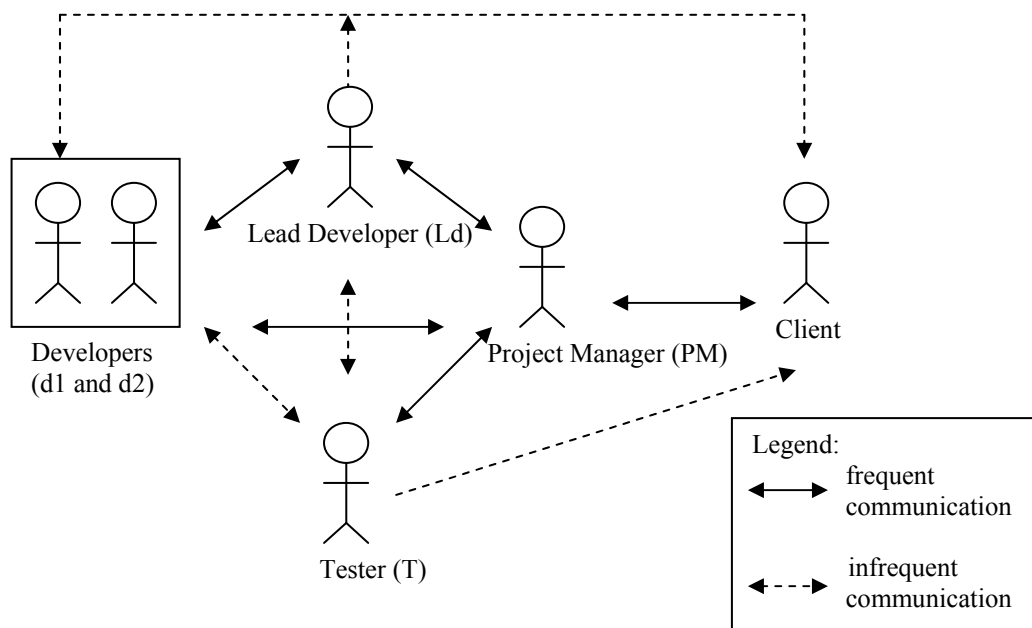 Lead Developer (Ld)
Developers
(d1 and d2)
Project Manager (PM)
Client
Tester (T)
Legend:
frequent
communication
infrequent
communication